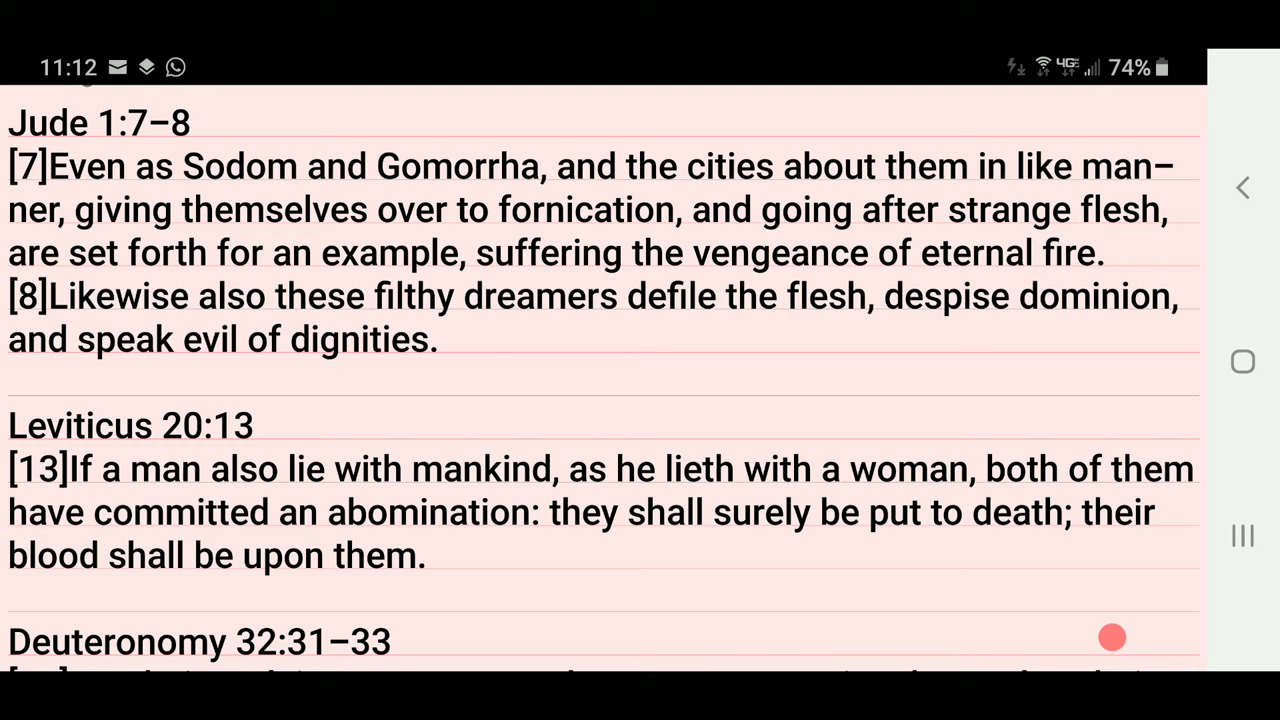 11:12 4G 74%
Jude 1:7–8
[7]Even as Sodom and Gomorrha, and the cities about them in like man–
ner, giving themselves over to fornication, and going after strange flesh,
are set forth for an example, suffering the vengeance of eternal fire.
[8]Likewise also these filthy dreamers defile the flesh, despise dominion,
and speak evil of dignities.
Leviticus 20:13
[13]If a man also lie with mankind, as he lieth with a woman, both of them
have committed an abomination: they shall surely be put to death; their
blood shall be upon them.
Deuteronomy 32:31–33